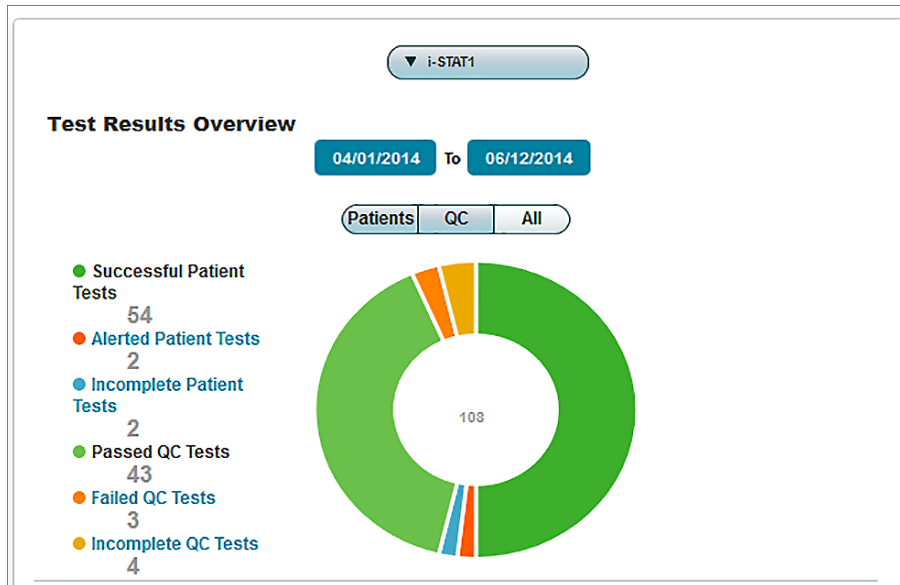 ▼ i-STAT1
Test Results Overview
04/01/2014 To 06/12/2014
Patients QC All
Successful Patient
Tests
54
Alerted Patient Tests
2
Incomplete Patient
Tests
2
Passed QC Tests
43
Failed QC Tests
3
Incomplete QC Tests
4
108